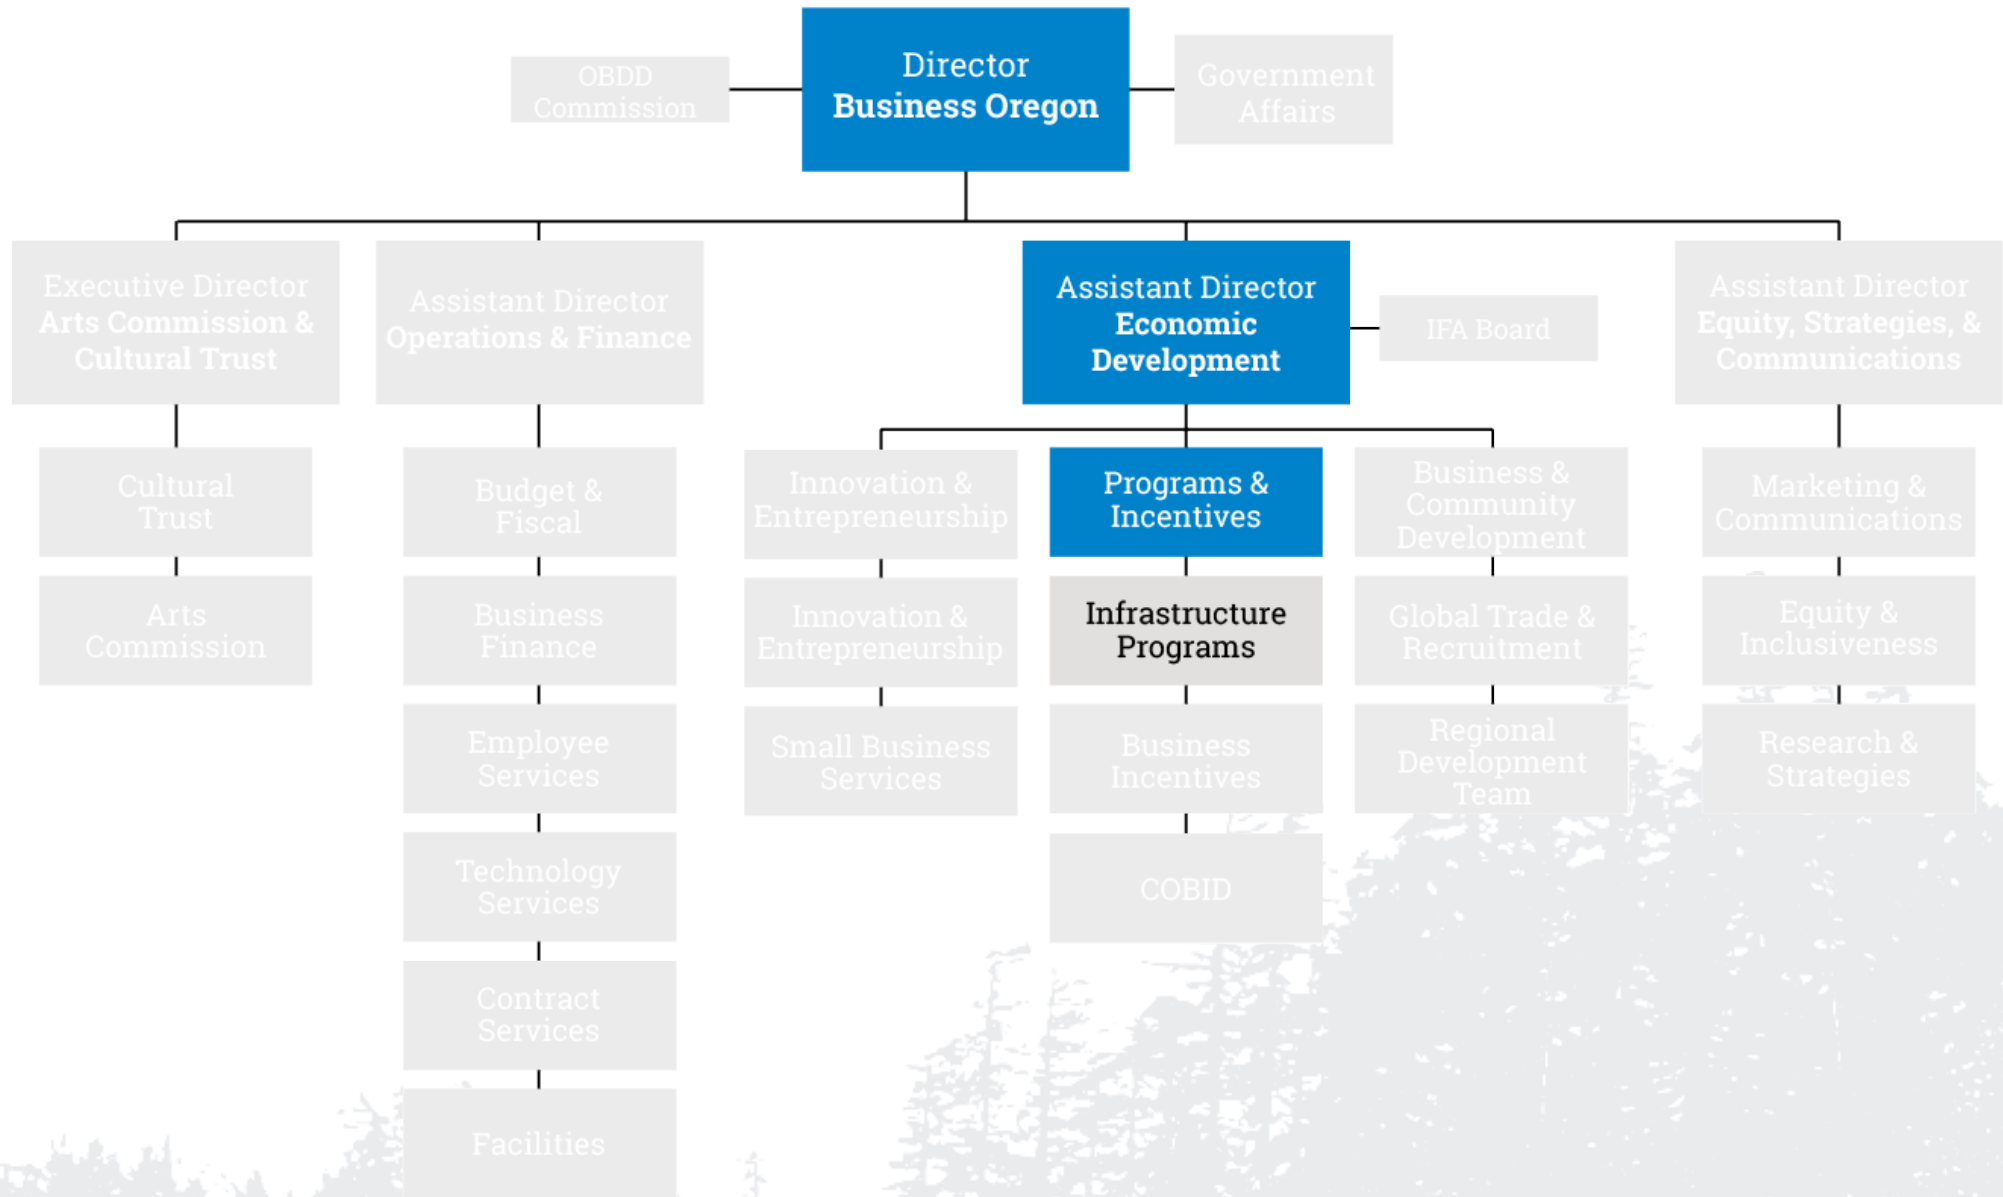 OBDD
Commission
Director
Business Oregon
Government
Affairs
Executive Director
Arts Commission &
Cultural Trust
Assistant Director
Operations & Finance
Assistant Director
Economic
Development
IFA Board
Assistant Director
Equity, Strategies, &
Communications
Cultural
Trust
Arts
Commission
Budget &
Fiscal
Business
Finance
Employee
Services
Technology
Services
Contract
Services
Facilities
Innovation &
Entrepreneurship
Innovation &
Entrepreneurship
Small Business
Services
Programs &
Incentives
Infrastructure
Programs
Business
Incentives
COBID
Business &
Community
Development
Global Trade &
Recruitment
Regional
Development
Team
Marketing &
Communications
Equity &
Inclusiveness
Research &
Strategies